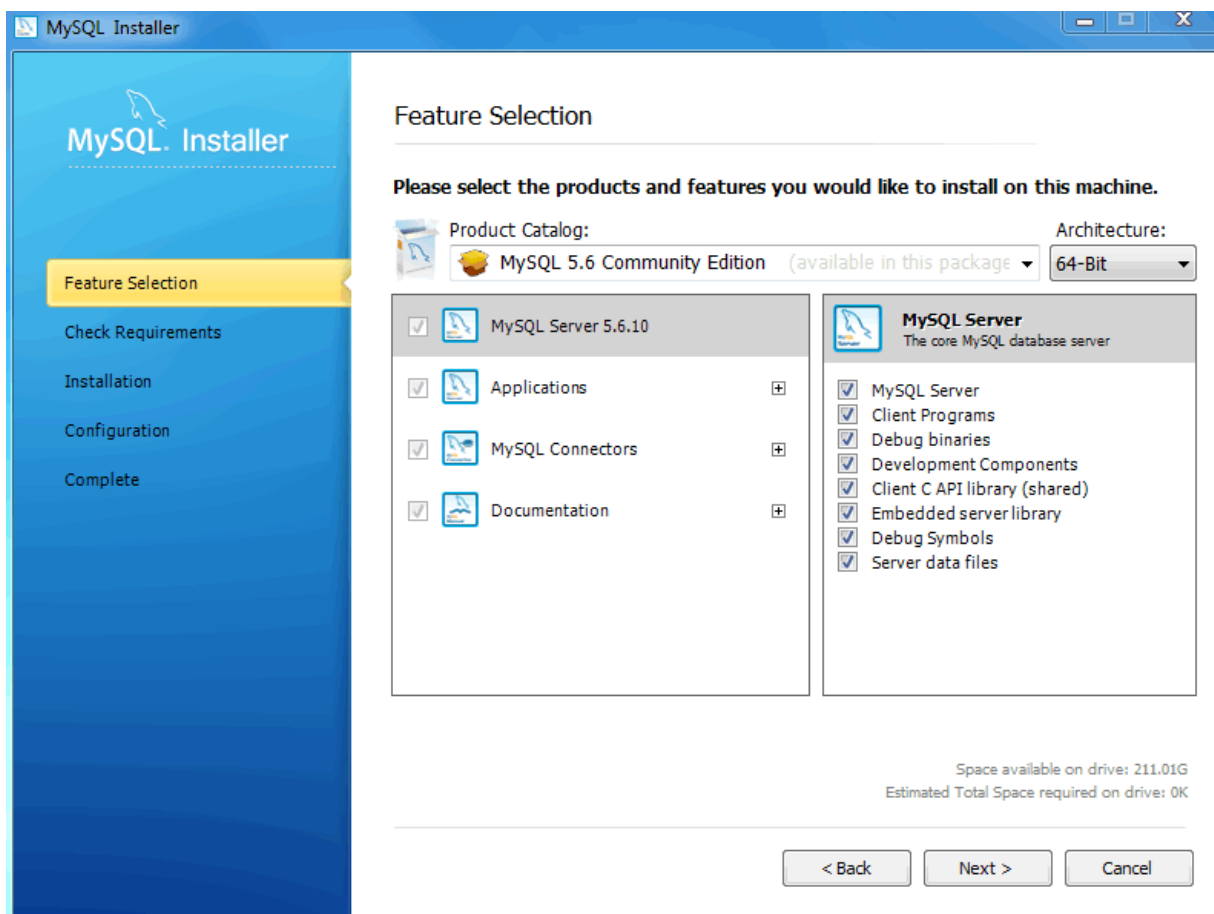 MySQL Installer
MySQL. Installer
Feature Selection
Check Requirements
Installation
Configuration
Complete
Feature Selection
Please select the products and features you would like to install on this machine.
Product Catalog:
Architecture:
MySQL 5.6 Community Edition (available in this package
64-Bit
MySQL Server 5.6.10
Applications
MySQL Connectors
Documentation
MySQL Server
The core MySQL database server
MySQL Server
Client Programs
Debug binaries
Development Components
Client C API library (shared)
Embedded server library
Debug Symbols
Server data files
Space available on drive: 211.01G
Estimated Total Space required on drive: 0K
< Back
Next >
Cancel